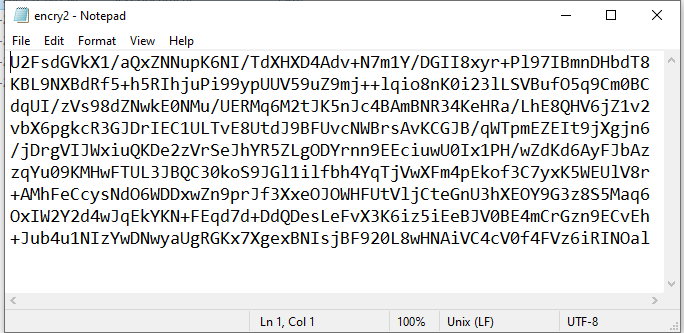 encry2 - Notepad
File Edit Format View Help
U2FsdGVkX1/aQxZNNupK6NI/TdXHXD4Adv+N7m1Y/DGII8xyr+Pl97IBmnDHbdT8
KBL9NXBdRf5+h5RIhjuPi99ypUUV59uZ9mj++lqio8nK0i23lLSVBufO5q9Cm0BC
dqUI/zVs98dZNwkE0NMu/UERMq6M2tJK5nJc4BAmBNR34KeHRa/LhE8QHV6jZ1v2
vbX6pgkcR3GJDrIEC1ULTvE8UtdJ9BFUvcNWBrsAvKCGJB/qWTpmEZEIt9jXgjn6
/jDrgVIJWxiuQKDe2zVrSeJhYR5ZLgODYrnn9EEciuwU0Ix1PH/wZdKd6AyFJbAz
zqYu09KMHwFTUL3JBQC30koS9JGl1ilfbh4YqTjVwXFm4pEkof3C7yxK5WEUlV8r
+AMhFeCcysNdO6WDDxwZn9prJf3XxeOJOWHFUtVljCteGnU3hXEOY9G3z8S5Maq6
OxIW2Y2d4wJqEkYKN+FEqd7d+DdQDesLeFvX3K6iz5iEeBJV0BE4mCrGzn9ECvEh
+Jub4u1NIzYwDNwyaUgRGKx7XgexBNIsjBF920L8wHNAiVC4cV0f4FVz6iRINOal
Ln 1, Col 1 100% Unix (LF) UTF-8